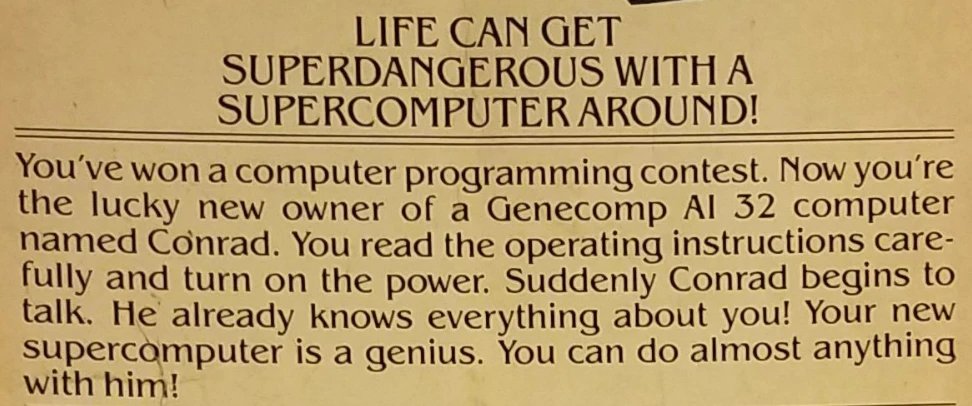 LIFE CAN GET
SUPERDANGEROUS WITH A
SUPERCOMPUTER AROUND!
You've won a computer programming contest. Now you're
the lucky new owner of a Genecomp AI 32 computer
named Conrad. You read the operating instructions care-
fully and turn on the power. Suddenly Conrad begins to
talk. He already knows everything about you! Your new
supercomputer is a genius. You can do almost anything
with him!